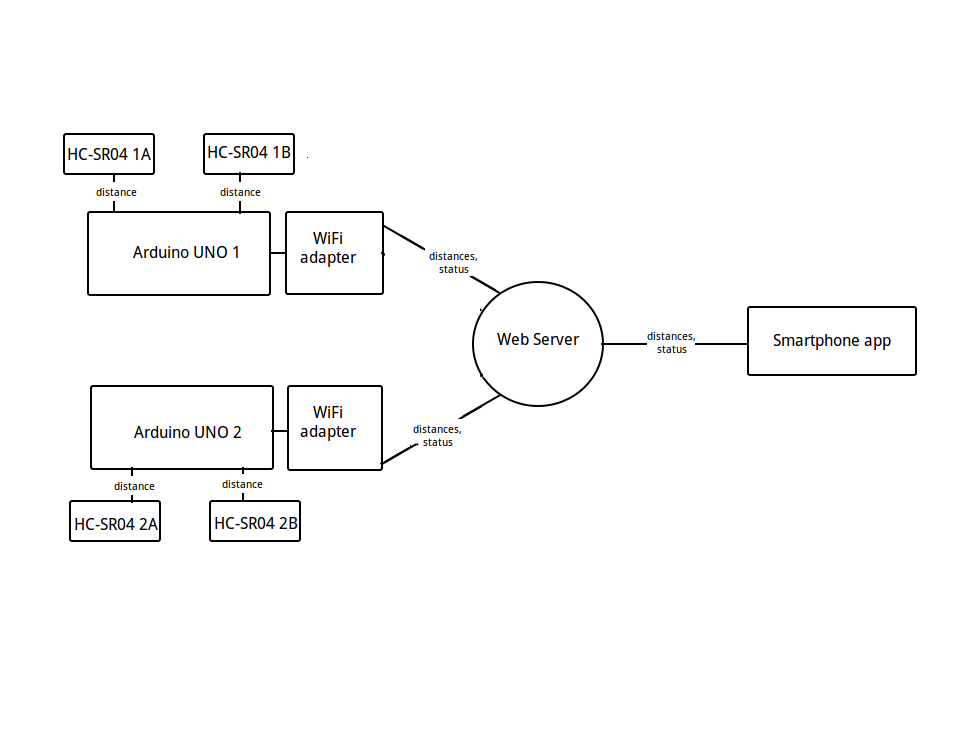 HC-SR04 1A
HC-SR04 1B
distance
distance
Arduino UNO 1
WiFi
adapter
distances,
status
Web Server
distances,
status
Smartphone app
Arduino UNO 2
WiFi
adapter
distances,
status
distance
distance
HC-SR04 2A
HC-SR04 2B